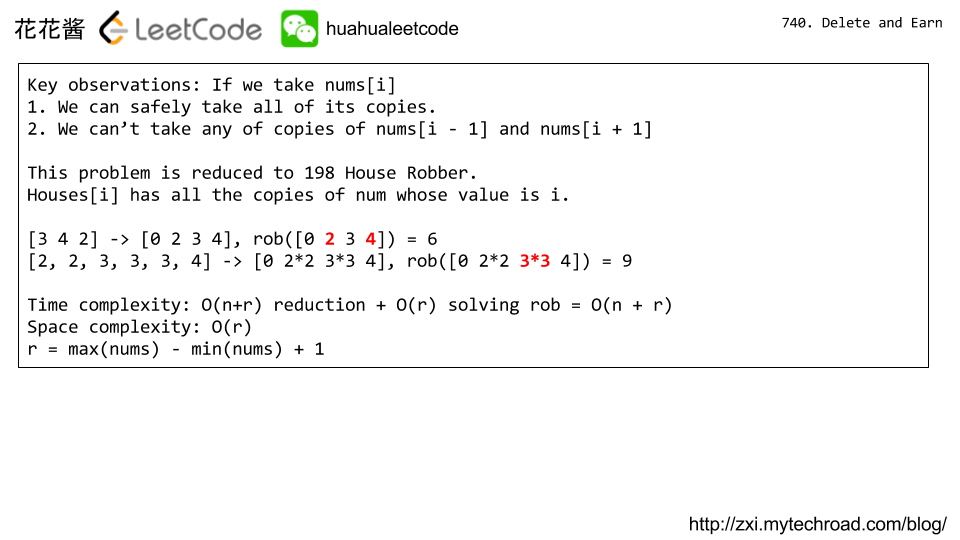 花花酱 LeetCode huahualeetcode
740. Delete and Earn
Key observations: If we take nums[i]
1. We can safely take all of its copies.
2. We can’t take any of copies of nums[i - 1] and nums[i + 1]
This problem is reduced to 198 House Robber.
Houses[i] has all the copies of num whose value is i.
[3 4 2] -> [0 2 3 4], rob([0 2 3 4]) = 6
[2, 2, 3, 3, 3, 4] -> [0 2*2 3*3 4], rob([0 2*2 3*3 4]) = 9
Time complexity: O(n+r) reduction + O(r) solving rob = O(n + r)
Space complexity: O(r)
r = max(nums) - min(nums) + 1
http://zxi.mytechroad.com/blog/